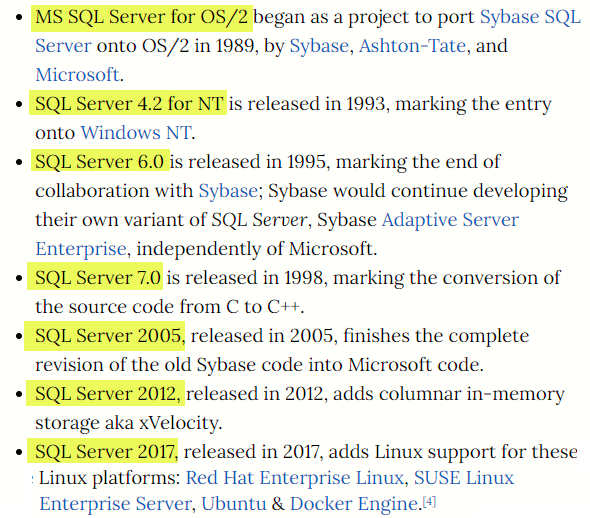 • MS SQL Server for OS/2 began as a project to port Sybase SQL
Server onto OS/2 in 1989, by Sybase, Ashton-Tate, and
Microsoft.
• SQL Server 4.2 for NT is released in 1993, marking the entry
onto Windows NT.
• SQL Server 6.0 is released in 1995, marking the end of
collaboration with Sybase; Sybase would continue developing
their own variant of SQL Server, Sybase Adaptive Server
Enterprise, independently of Microsoft.
• SQL Server 7.0 is released in 1998, marking the conversion of
the source code from C to C++.
• SQL Server 2005, released in 2005, finishes the complete
revision of the old Sybase code into Microsoft code.
• SQL Server 2012, released in 2012, adds columnar in-memory
storage aka xVelocity.
• SQL Server 2017, released in 2017, adds Linux support for these
Linux platforms: Red Hat Enterprise Linux, SUSE Linux
Enterprise Server, Ubuntu & Docker Engine.[4]